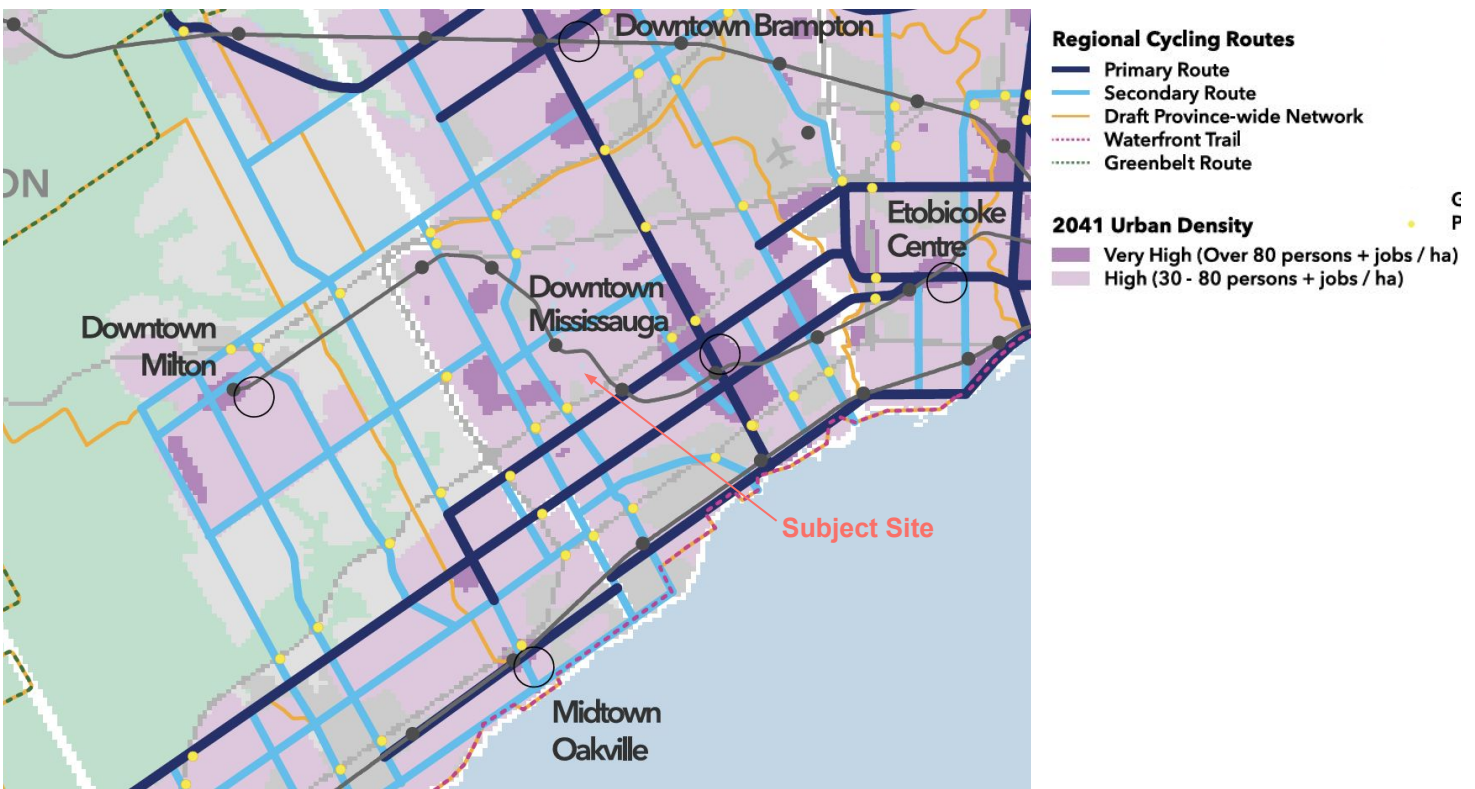 Downtown Brampton
ON
Etobicoke
Centre
Downtown
Mississauga
Downtown
Milton
Subject Site
Midtown
Oakville
Regional Cycling Routes
Primary Route
Secondary Route
Draft Province-wide Network
Waterfront Trail
Greenbelt Route
G
P
2041 Urban Density
Very High (Over 80 persons + jobs / ha)
High (30 - 80 persons + jobs / ha)